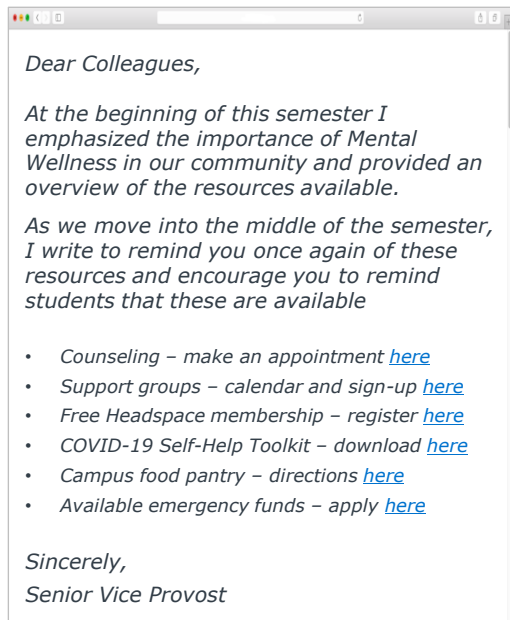 Dear Colleagues,
At the beginning of this semester I
emphasized the importance of Mental
Wellness in our community and provided an
overview of the resources available.
As we move into the middle of the semester,
I write to remind you once again of these
resources and encourage you to remind
students that these are available
• Counseling – make an appointment here
• Support groups – calendar and sign-up here
• Free Headspace membership – register here
• COVID-19 Self-Help Toolkit – download here
• Campus food pantry – directions here
• Available emergency funds – apply here
Sincerely,
Senior Vice Provost